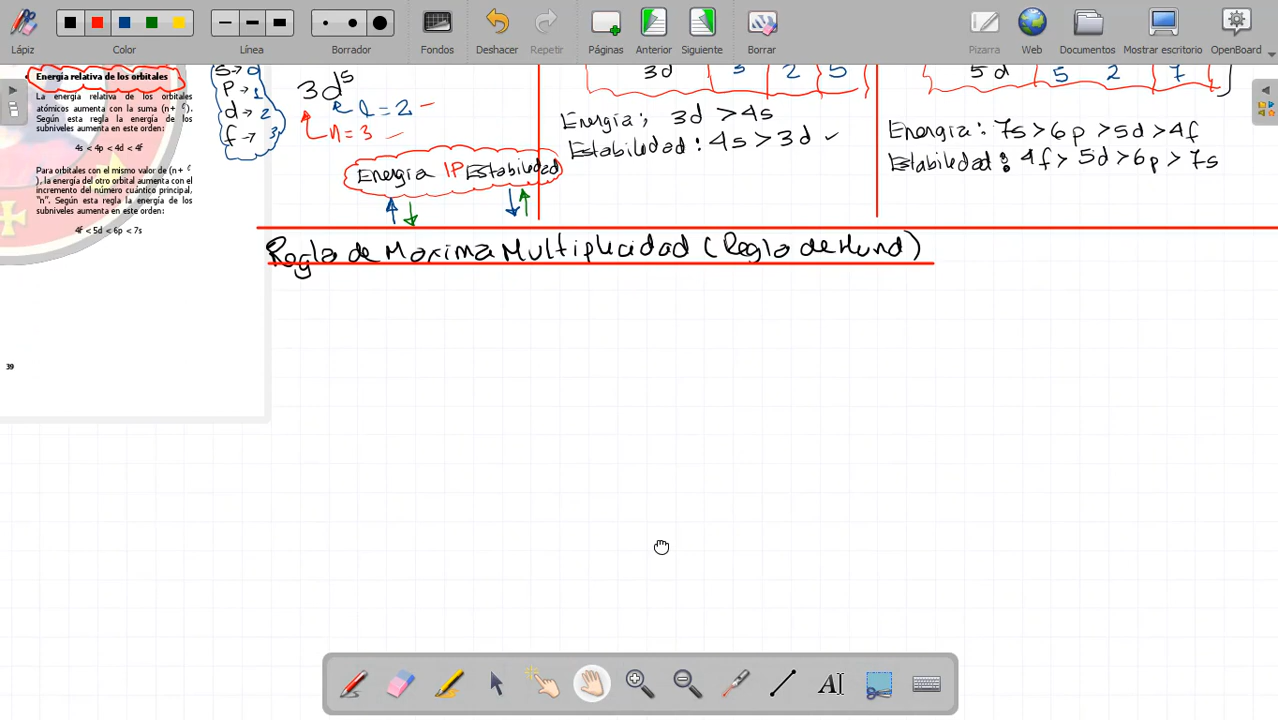 Lápiz
Color
Línea
Borrador
Fondos
Deshacer
Repetir
Páginas
Anterior
Siguiente
Borrar
Pizarra
Web
Documentos
Mostrar escritorio
OpenBoard
Energía relativa de los orbitales
La energía relativa de los orbitales
atómicos aumenta con la suma (n+ ℓ).
Según esta regla la energía de los
subniveles aumenta en este orden:
4s < 4p < 4d < 4f
Para orbitales con el mismo valor de (n+ ℓ
), la energía del otro orbital aumenta con el
incremento del número cuántico principal,
"n". Según esta regla la energía de los
subniveles aumenta en este orden:
4f < 5d < 6p < 7s
39
S→0
P→1
d→2
f→3
3d⁵
l=2
n=3
Energia IP Estabilidad
3d 3 2 5
Energia: 3d > 4s
Estabilidad: 4s > 3d ✓
5d 5 2 7
Energia: 7s > 6p > 5d > 4f
Estabilidad: 4f > 5d > 6p > 7s
Regla de Maxima Multiplicidad (Regla de Hund)